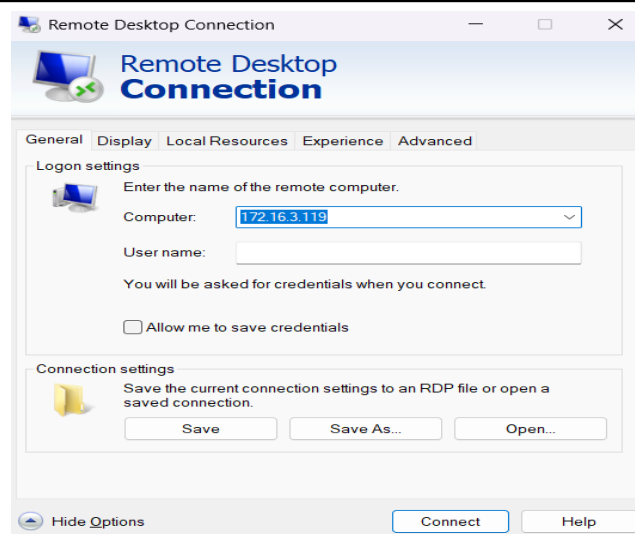 Remote Desktop Connection
Remote Desktop
Connection
General Display Local Resources Experience Advanced
Logon settings
Enter the name of the remote computer.
Computer: 172.16.3.119
User name:
You will be asked for credentials when you connect.
Allow me to save credentials
Connection settings
Save the current connection settings to an RDP file or open a
saved connection.
Save Save As... Open...
Hide Options Connect Help